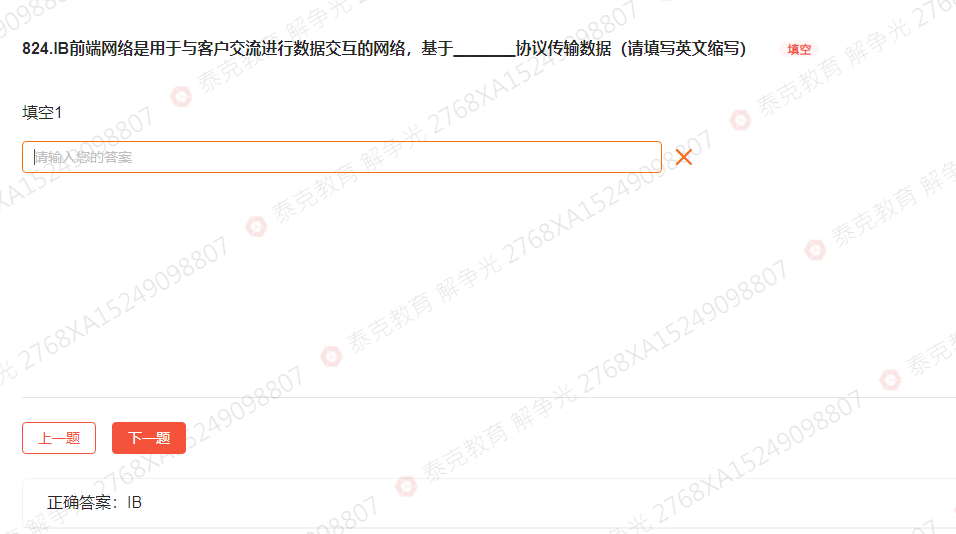 824.IB前端网络是用于与客户交流进行数据交互的网络，基于________协议传输数据（请填写英文缩写） 填空
填空1
请输入您的答案
上一题 下一题
正确答案：IB
泰克教育 解争光 2768XA15249098807